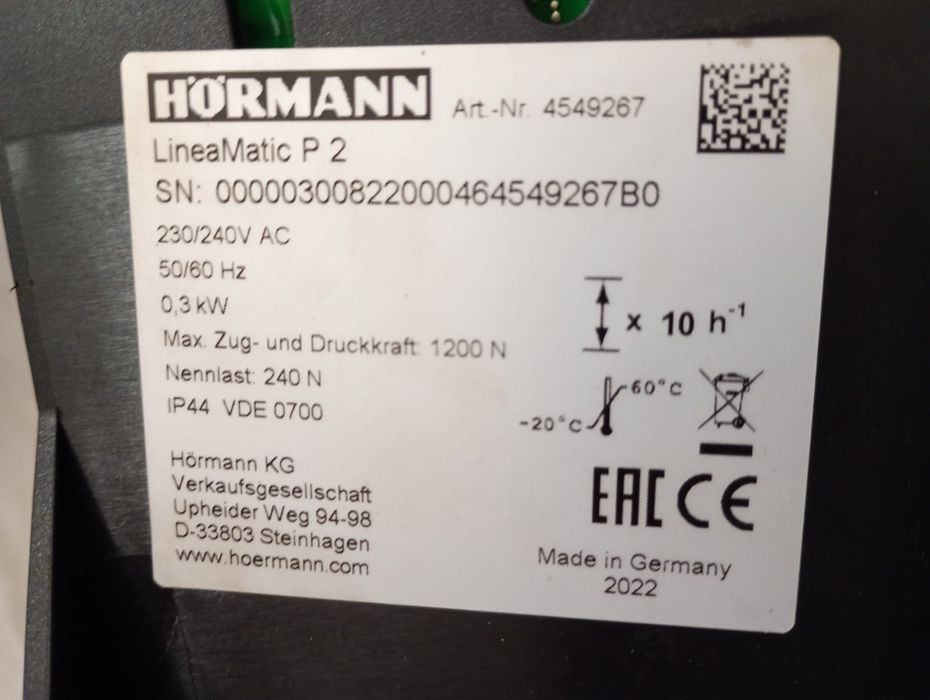 HÖRMANN Art.-Nr. 4549267
LineaMatic P 2
SN: 00000300822000464549267B0
230/240V AC
50/60 Hz
0,3 kW
x 10 h⁻¹
Max. Zug- und Druckkraft: 1200 N
Nennlast: 240 N
60°C
IP44 VDE 0700
-20°C
Hörmann KG
Verkaufsgesellschaft
Upheider Weg 94-98
D-33803 Steinhagen
www.hoermann.com
EAC CE
Made in Germany
2022